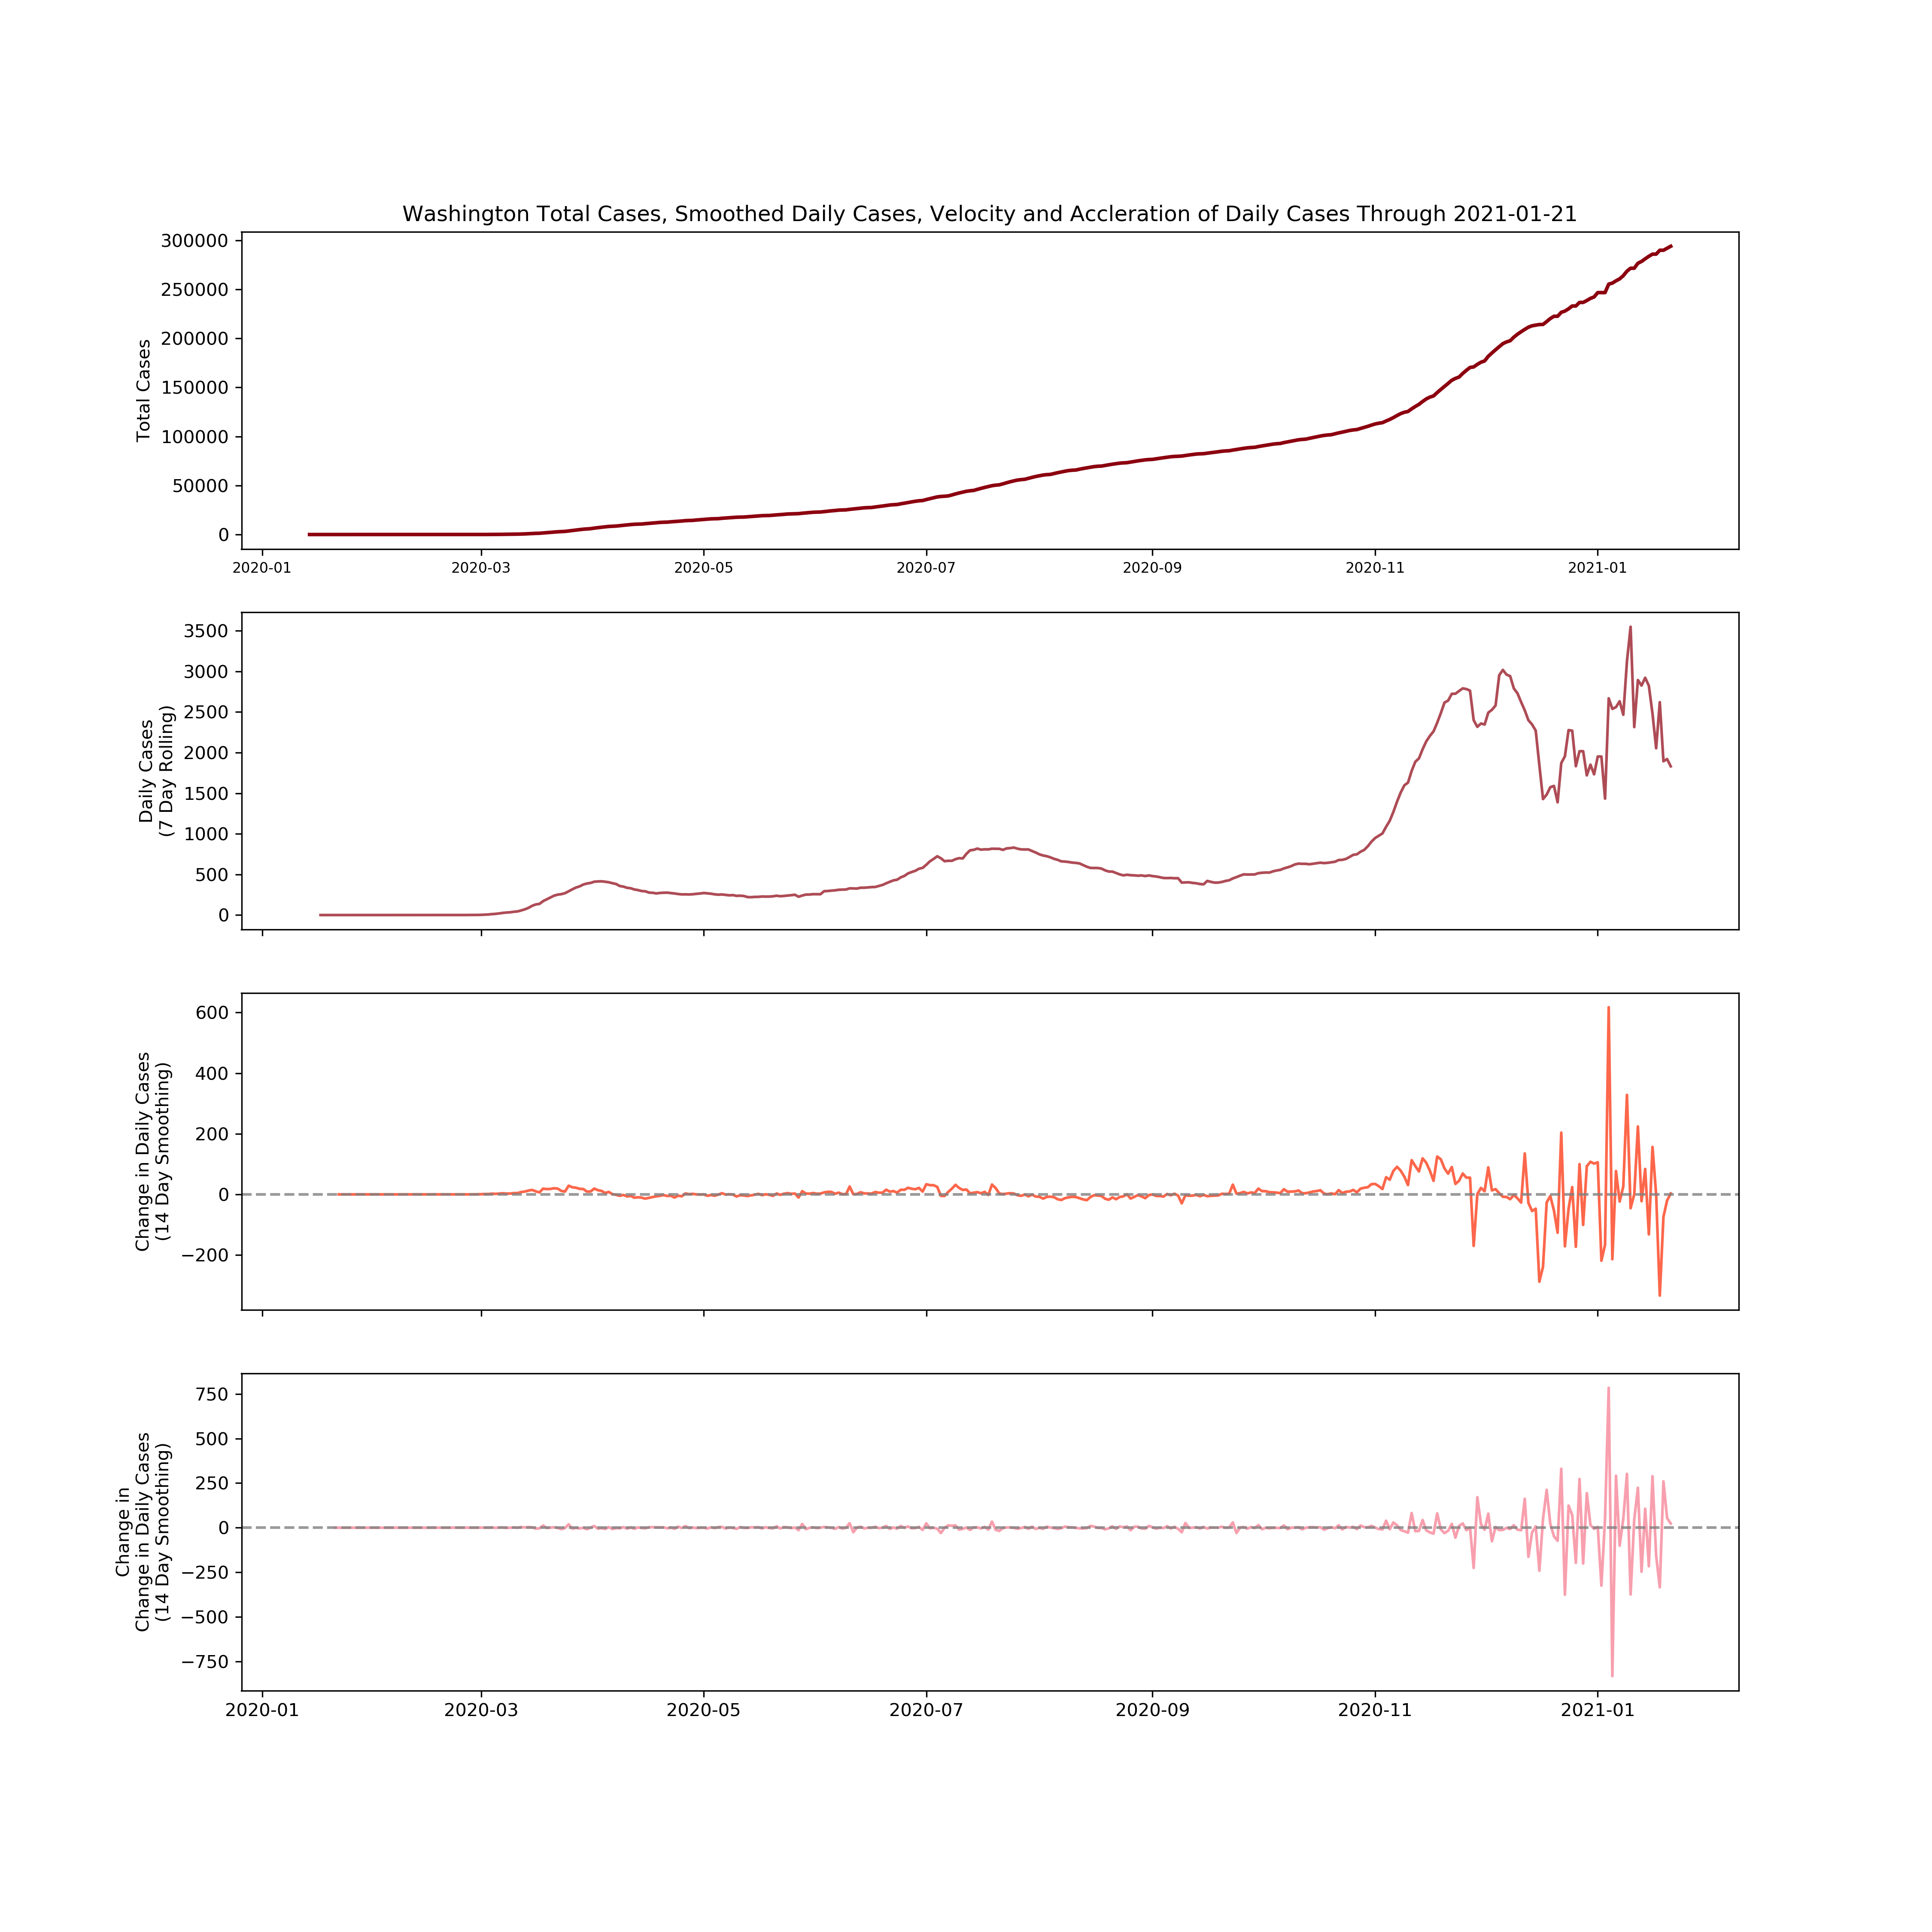 Washington Total Cases, Smoothed Daily Cases, Velocity and Accleration of Daily Cases Through 2021-01-21
Total Cases
300000
250000
200000
150000
100000
50000
0
2020-01 2020-03 2020-05 2020-07 2020-09 2020-11 2021-01
Daily Cases
(7 Day Rolling)
3500
3000
2500
2000
1500
1000
500
0
Change in Daily Cases
(14 Day Smoothing)
600
400
200
0
−200
Change in
Change in Daily Cases
(14 Day Smoothing)
750
500
250
0
−250
−500
−750
2020-01 2020-03 2020-05 2020-07 2020-09 2020-11 2021-01